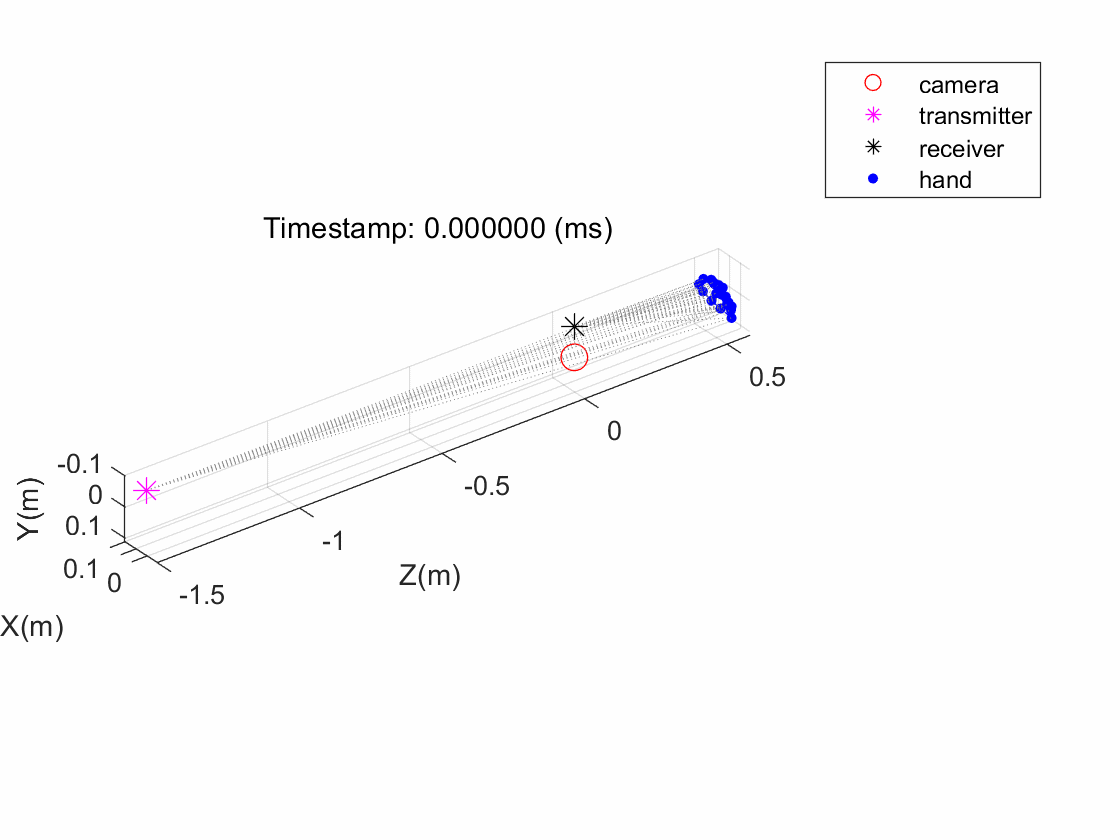 camera
transmitter
receiver
hand
Timestamp: 0.000000 (ms)
0.5
0
-0.5
-1
-1.5
Z(m)
-0.1
0
0.1
Y(m)
0.1
0
X(m)